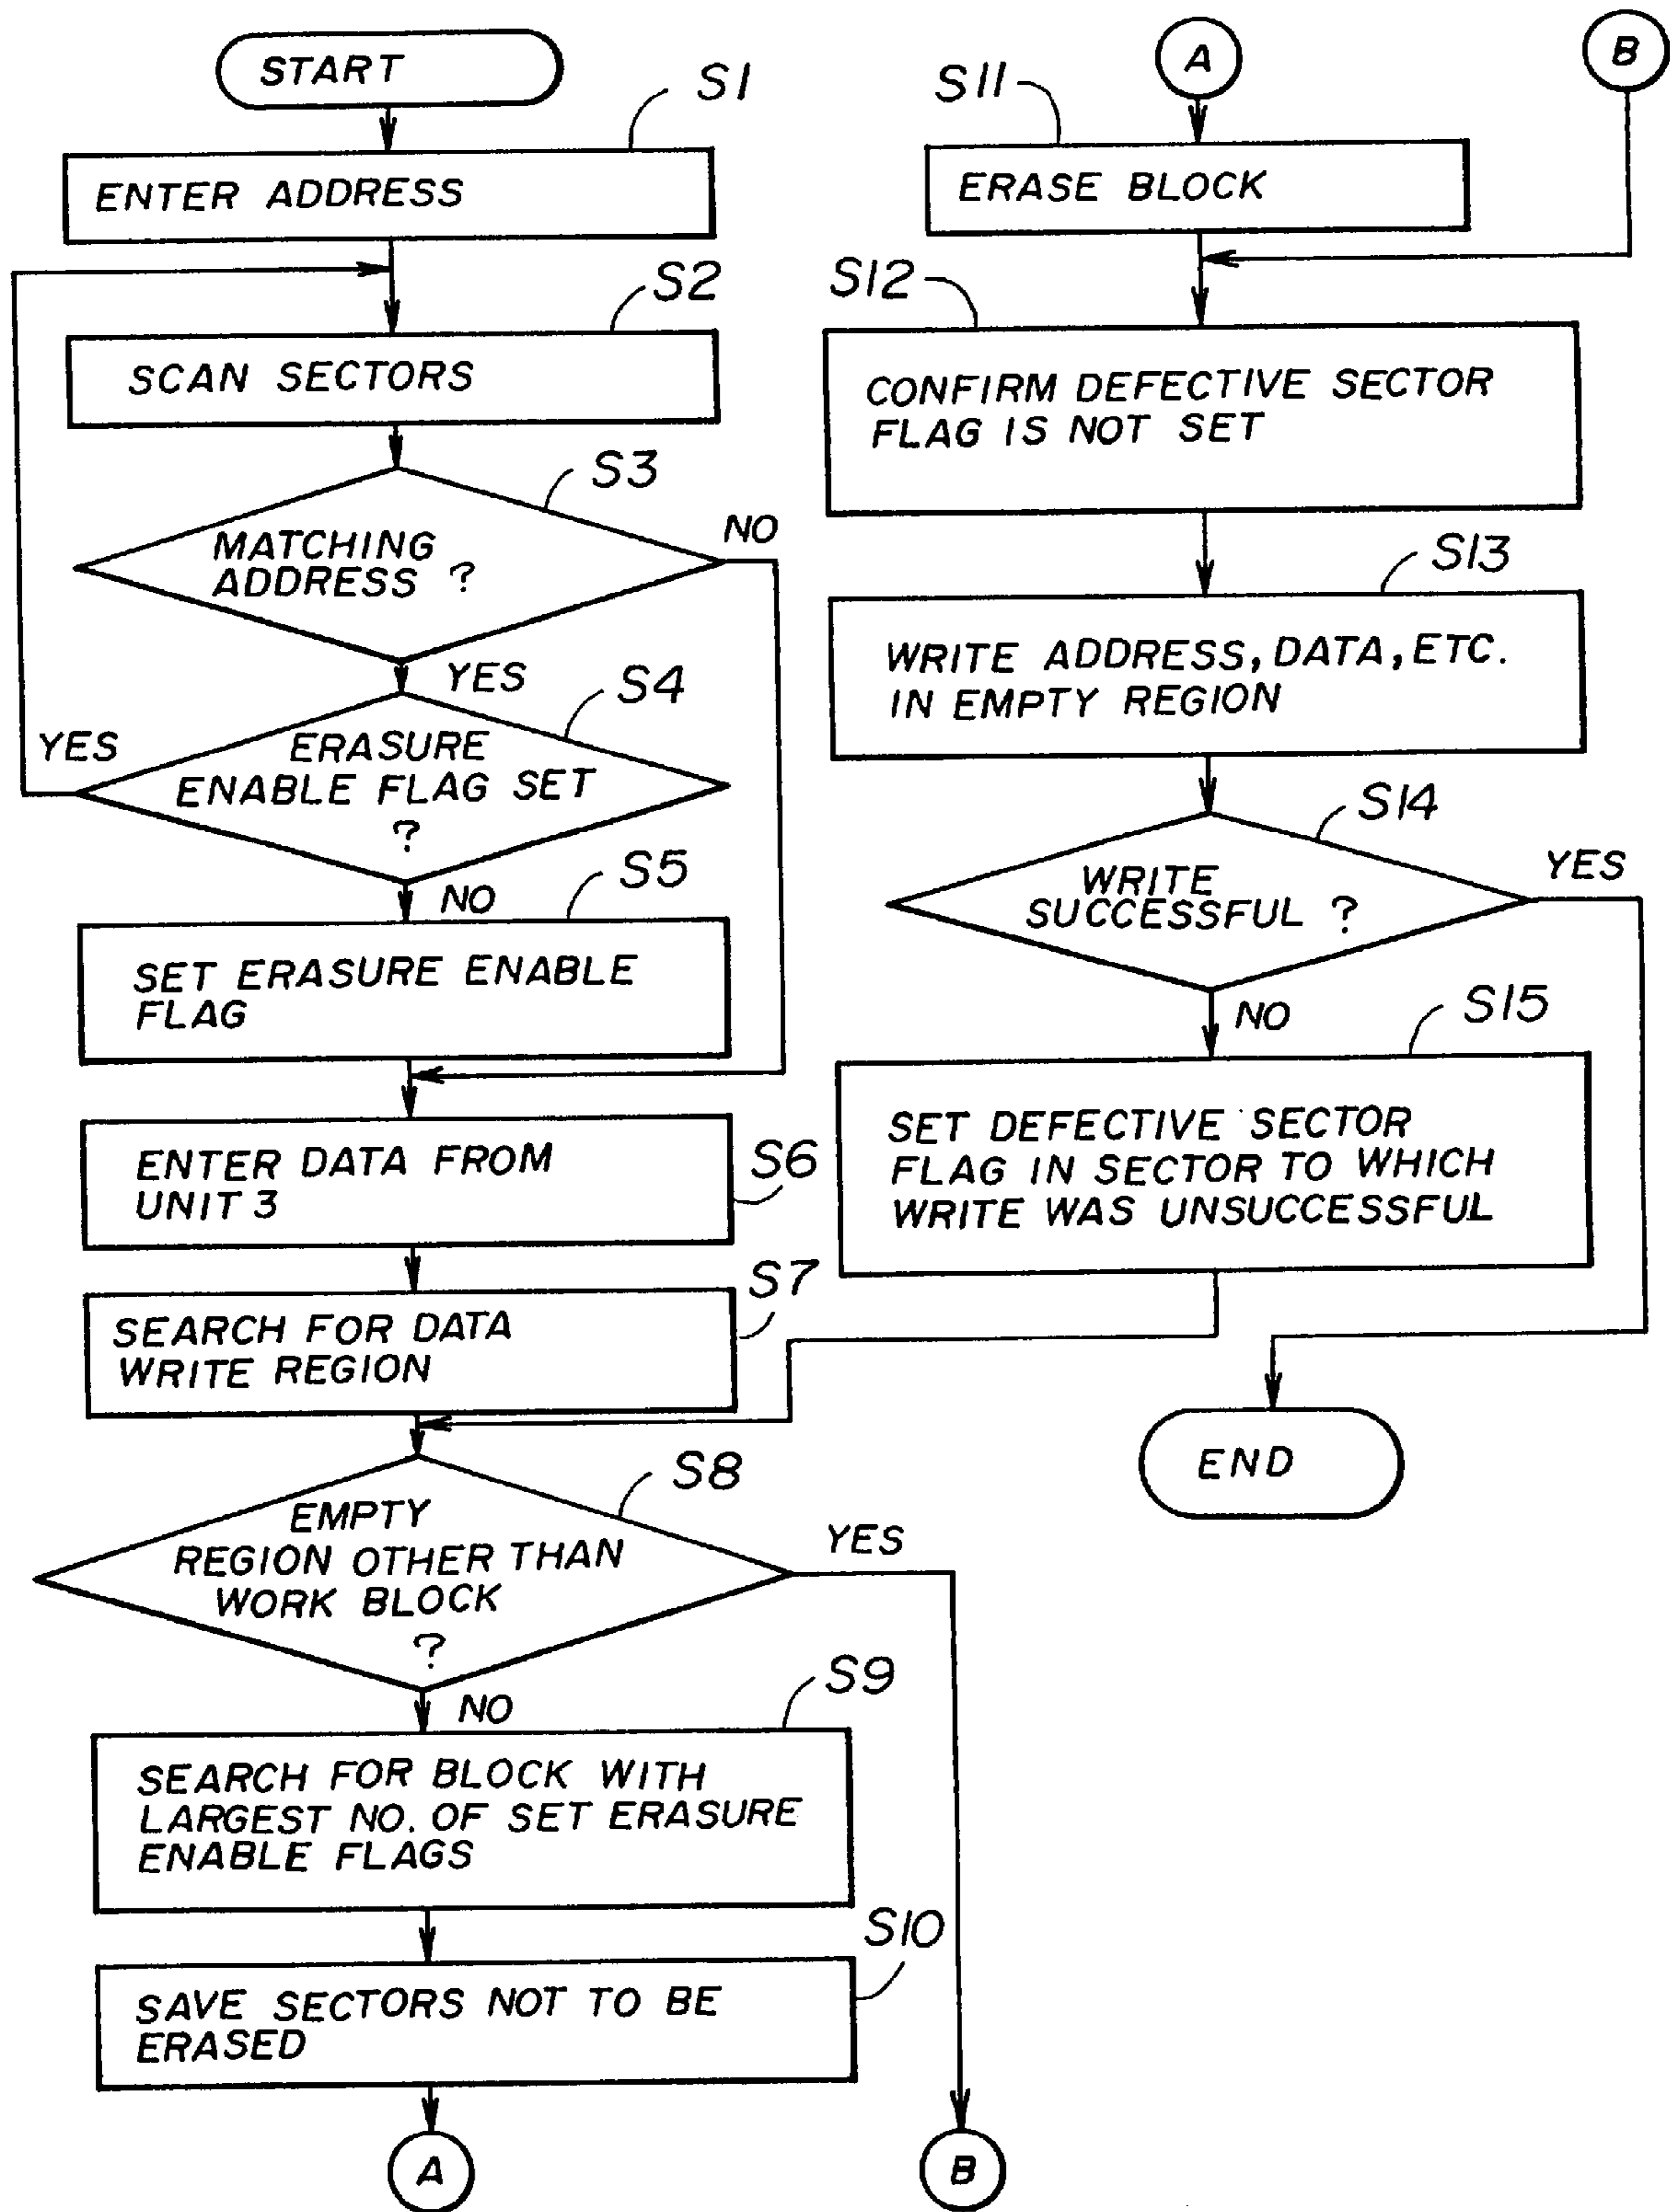 START
S1
ENTER ADDRESS
S2
SCAN SECTORS
S3
MATCHING
ADDRESS ?
NO
YES
S4
ERASURE
ENABLE FLAG SET
?
YES
NO
S5
SET ERASURE ENABLE
FLAG
ENTER DATA FROM
UNIT 3
S6
S7
SEARCH FOR DATA
WRITE REGION
S8
EMPTY
REGION OTHER THAN
WORK BLOCK
?
YES
NO
S9
SEARCH FOR BLOCK WITH
LARGEST NO. OF SET ERASURE
ENABLE FLAGS
S10
SAVE SECTORS NOT TO BE
ERASED
A
B
A
B
S11
ERASE BLOCK
S12
CONFIRM DEFECTIVE SECTOR
FLAG IS NOT SET
S13
WRITE ADDRESS, DATA, ETC.
IN EMPTY REGION
S14
WRITE
SUCCESSFUL ?
YES
NO
S15
SET DEFECTIVE SECTOR
FLAG IN SECTOR TO WHICH
WRITE WAS UNSUCCESSFUL
END